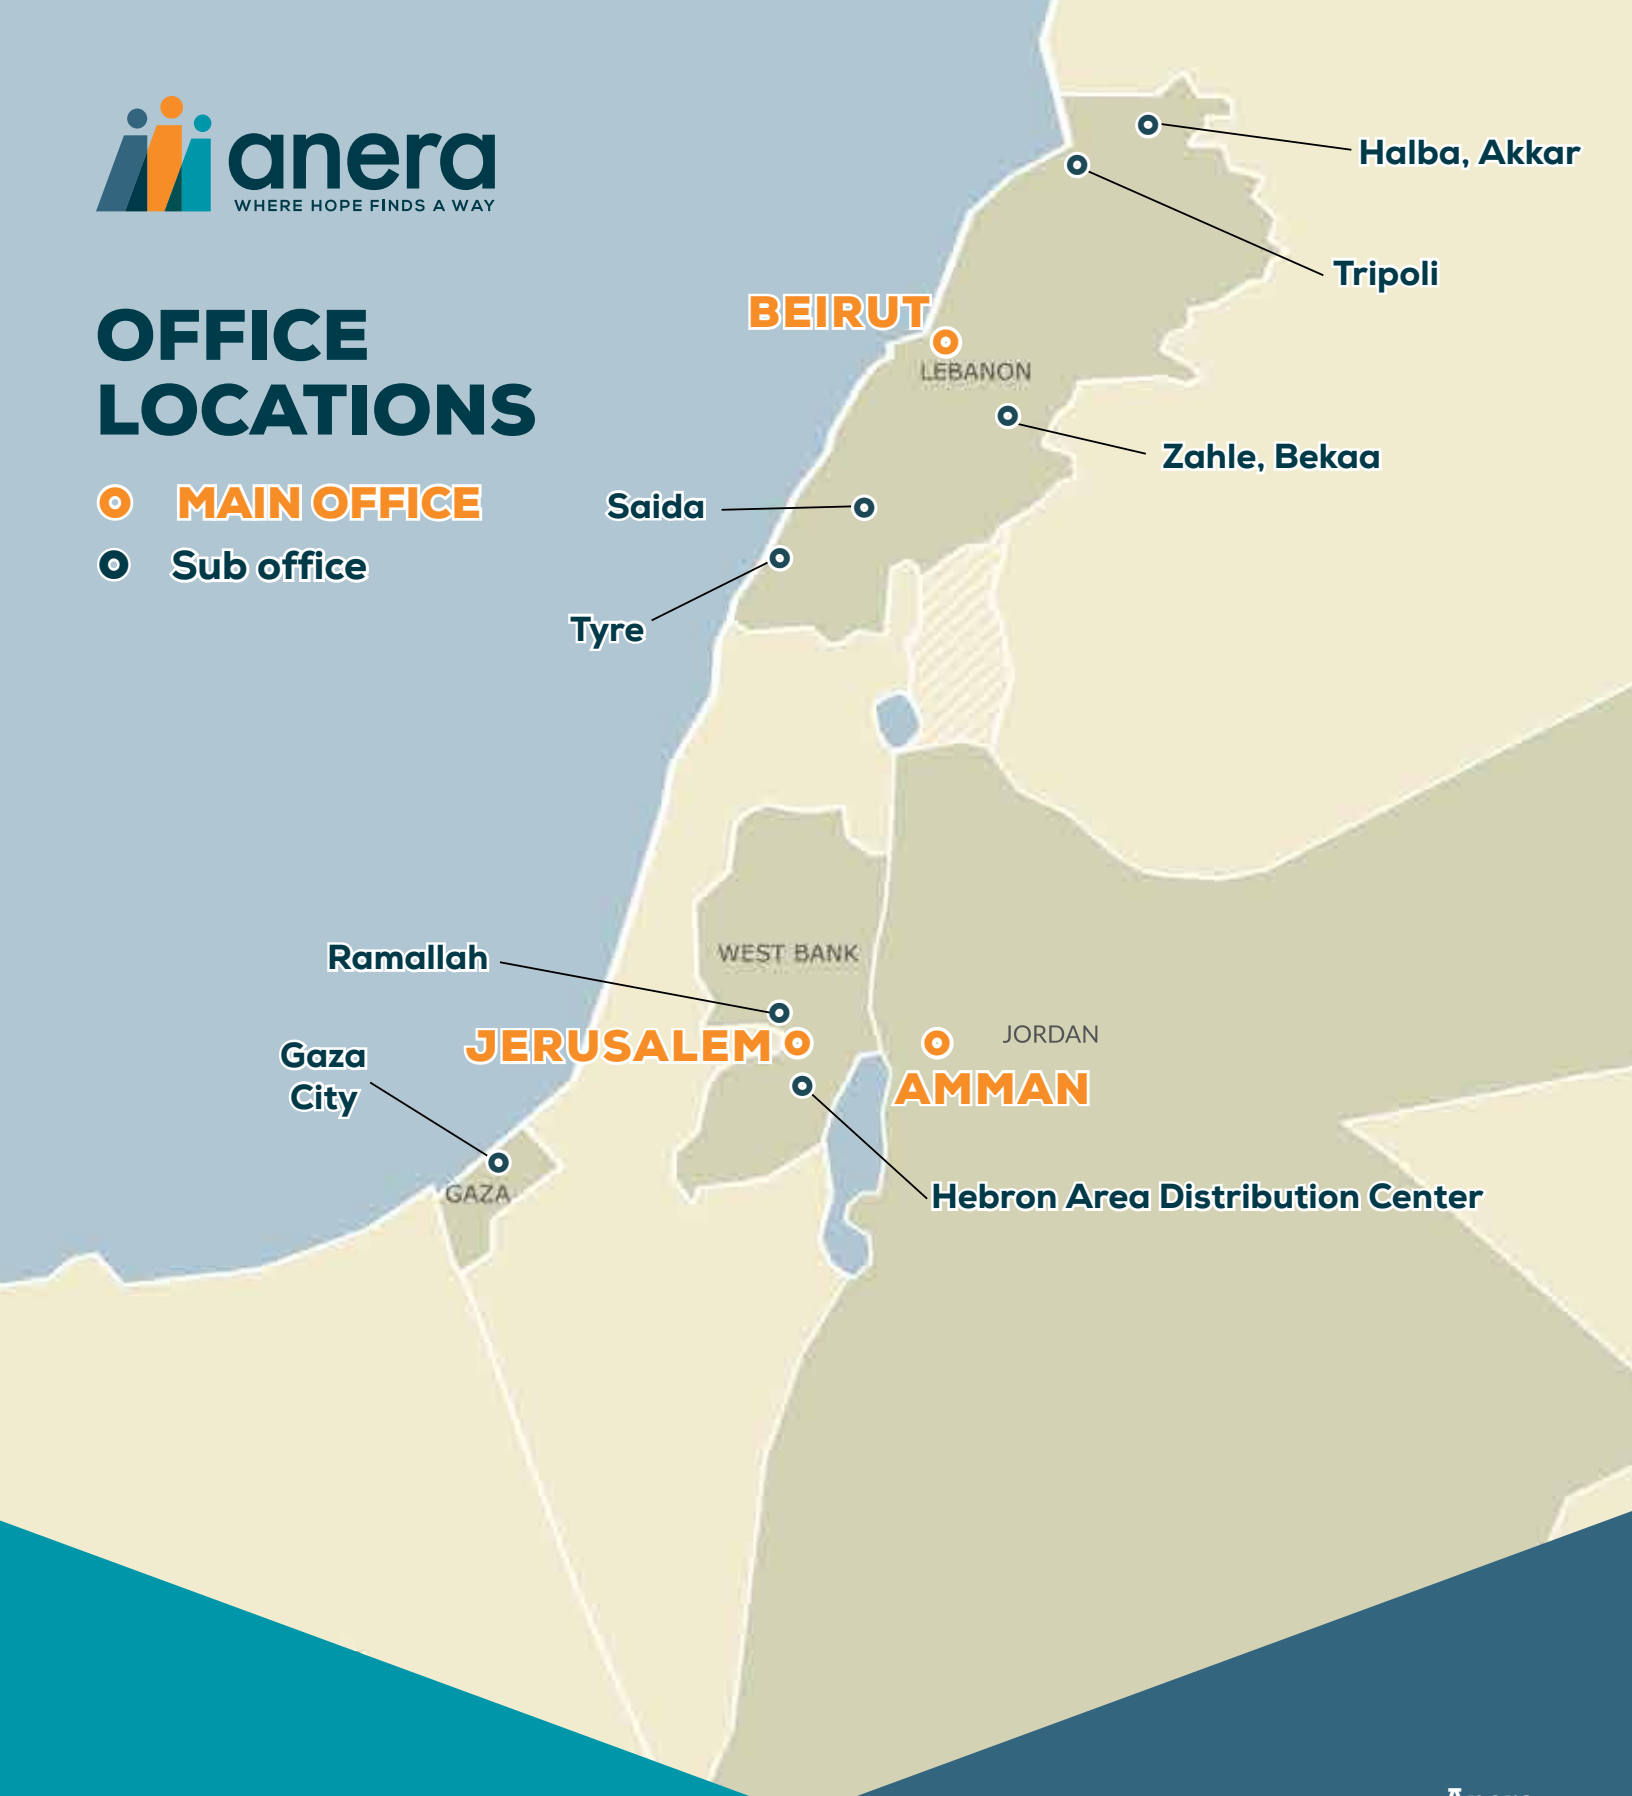 anera
WHERE HOPE FINDS A WAY
OFFICE
LOCATIONS
MAIN OFFICE
Sub office
Halba, Akkar
Tripoli
BEIRUT
LEBANON
Zahle, Bekaa
Saida
Tyre
WEST BANK
Ramallah
JERUSALEM
JORDAN
AMMAN
Gaza
City
GAZA
Hebron Area Distribution Center